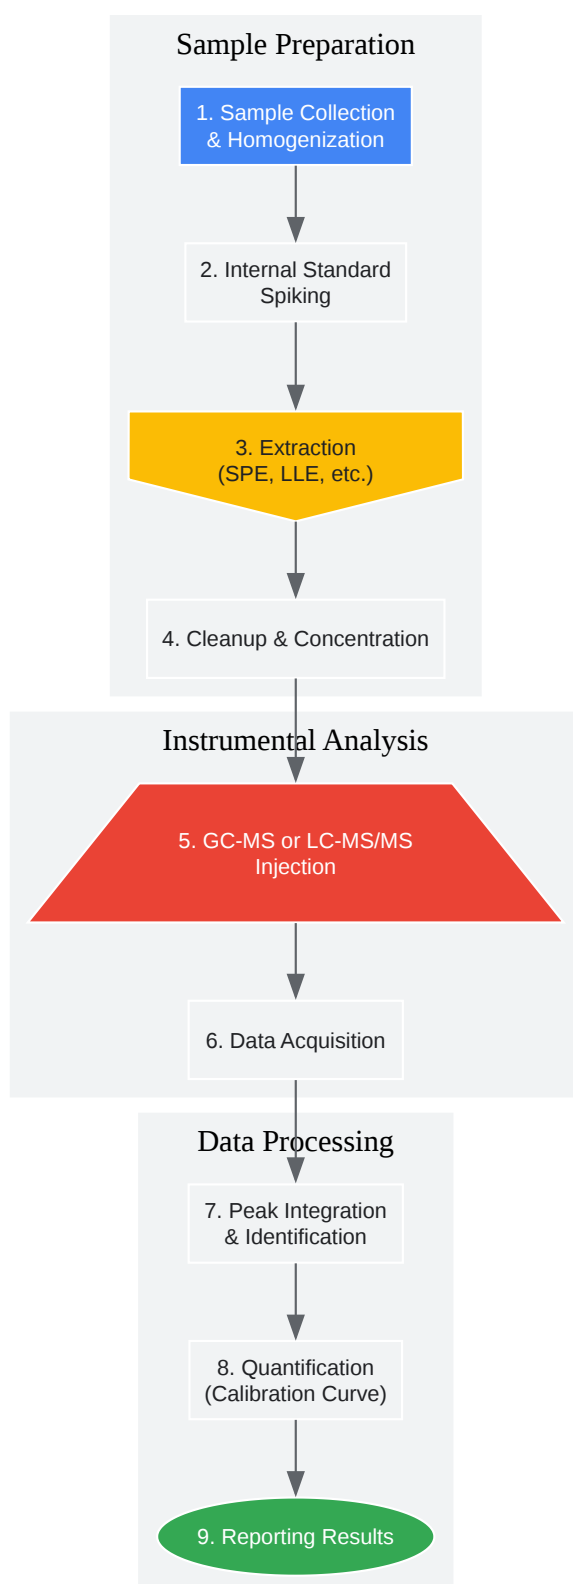 Sample Preparation
1. Sample Collection
& Homogenization
2. Internal Standard
Spiking
3. Extraction
(SPE, LLE, etc.)
4. Cleanup & Concentration
Instrumental Analysis
5. GC-MS or LC-MS/MS
Injection
6. Data Acquisition
Data Processing
7. Peak Integration
& Identification
8. Quantification
(Calibration Curve)
9. Reporting Results